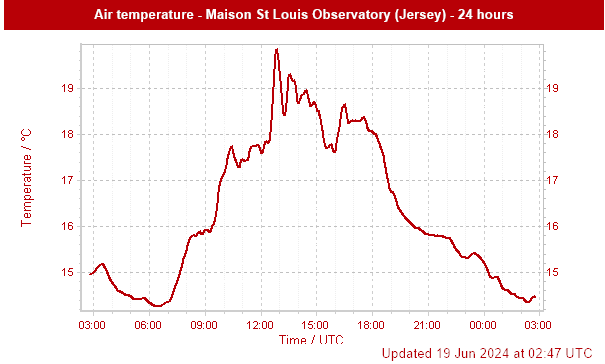 Air temperature - Maison St Louis Observatory (Jersey) - 24 hours
Temperature / °C
19 19
18 18
17 17
16 16
15 15
03:00 06:00 09:00 12:00 15:00 18:00 21:00 00:00 03:00
Time / UTC
Updated 19 Jun 2024 at 02:47 UTC